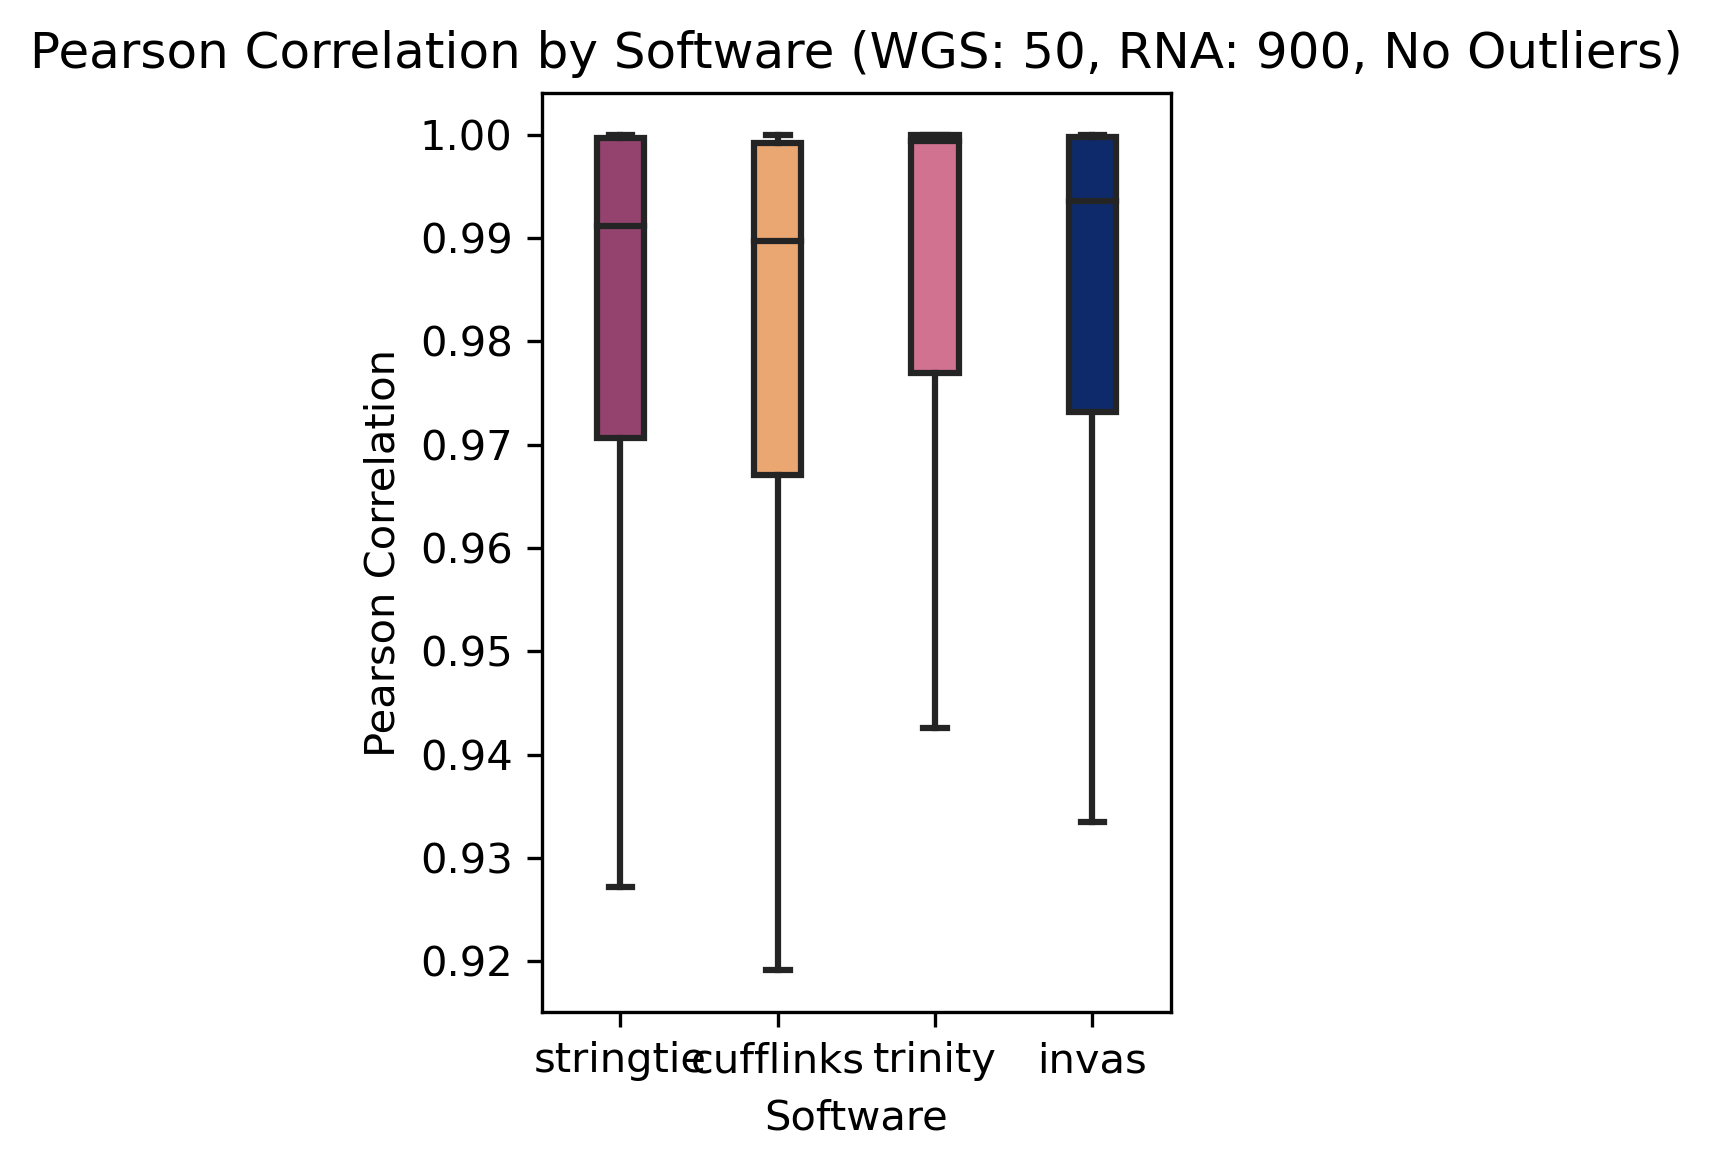 Pearson Correlation by Software (WGS: 50, RNA: 900, No Outliers)
Pearson Correlation
1.00
0.99
0.98
0.97
0.96
0.95
0.94
0.93
0.92
stringtie cufflinks trinity invas
Software